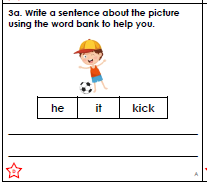 3a. Write a sentence about the picture
using the word bank to help you.
he it kick
A